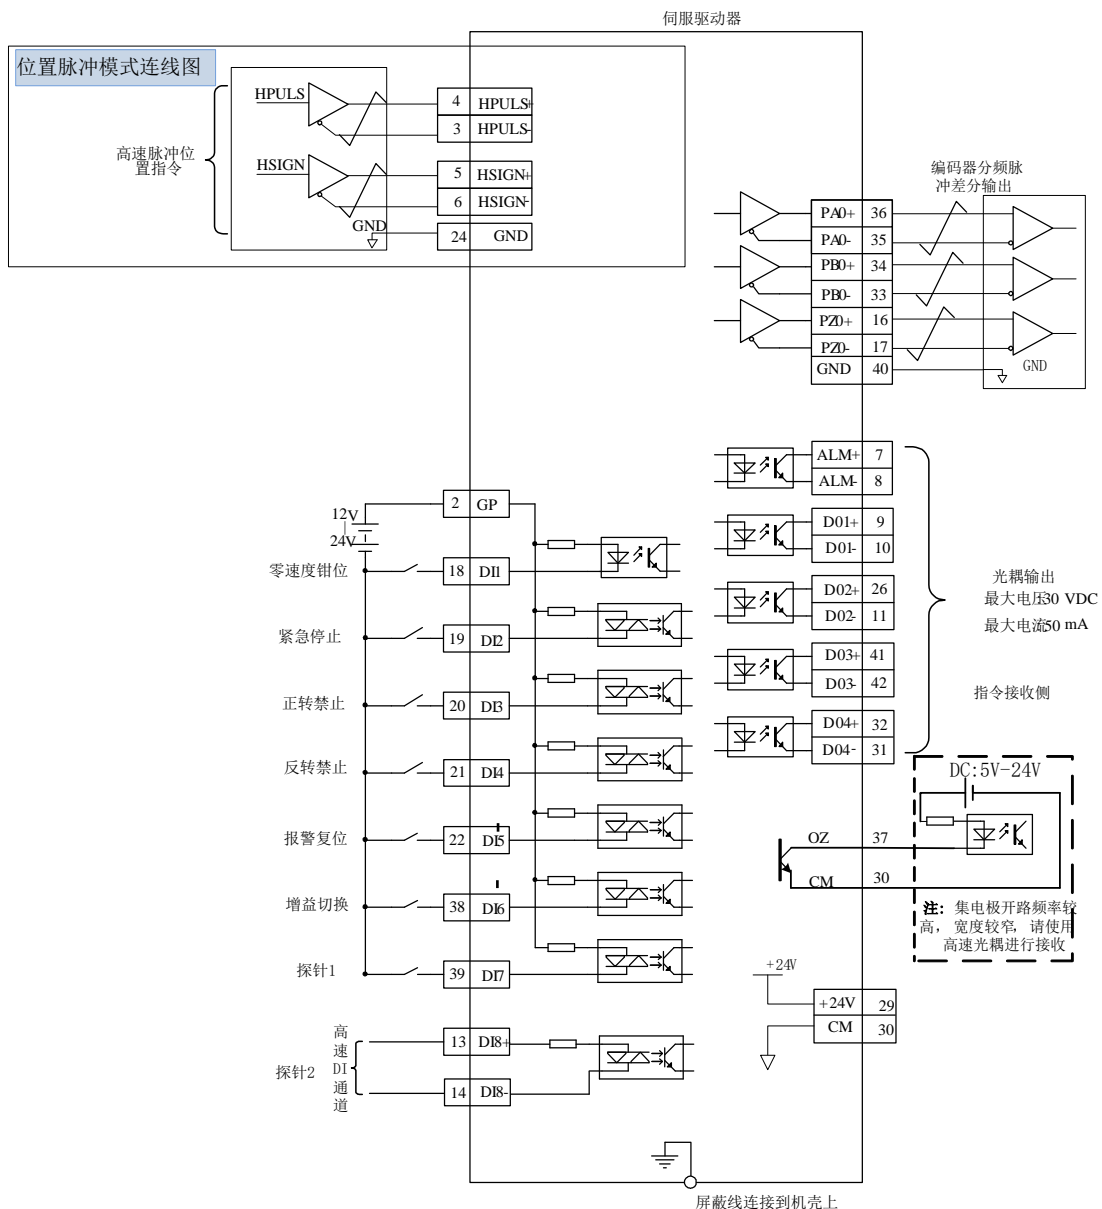 伺服驱动器
位置脉冲模式连线图
HPULS
4 HPULS+
3 HPULS-
高速脉冲位
置指令
HSIGN
5 HSIGN+
6 HSIGN-
GND
24 GND
编码器分频脉
冲差分输出
PA0+ 36
PA0- 35
PB0+ 34
PB0- 33
PZ0+ 16
PZ0- 17
GND 40
GND
ALM+ 7
ALM- 8
D01+ 9
D01- 10
D02+ 26
D02- 11
D03+ 41
D03- 42
D04+ 32
D04- 31
光耦输出
最大电压30 VDC
最大电流50 mA
指令接收侧
2 GP
12V
24V
零速度钳位 18 DI1
紧急停止 19 DI2
正转禁止 20 DI3
反转禁止 21 DI4
报警复位 22 DI5
增益切换 38 DI6
探针1 39 DI7
探针2
高
速
DI
通
道
13 DI8+
14 DI8-
DC:5V-24V
OZ 37
CM 30
注: 集电极开路频率较
高, 宽度较窄, 请使用
高速光耦进行接收
+24V
+24V 29
CM 30
屏蔽线连接到机壳上